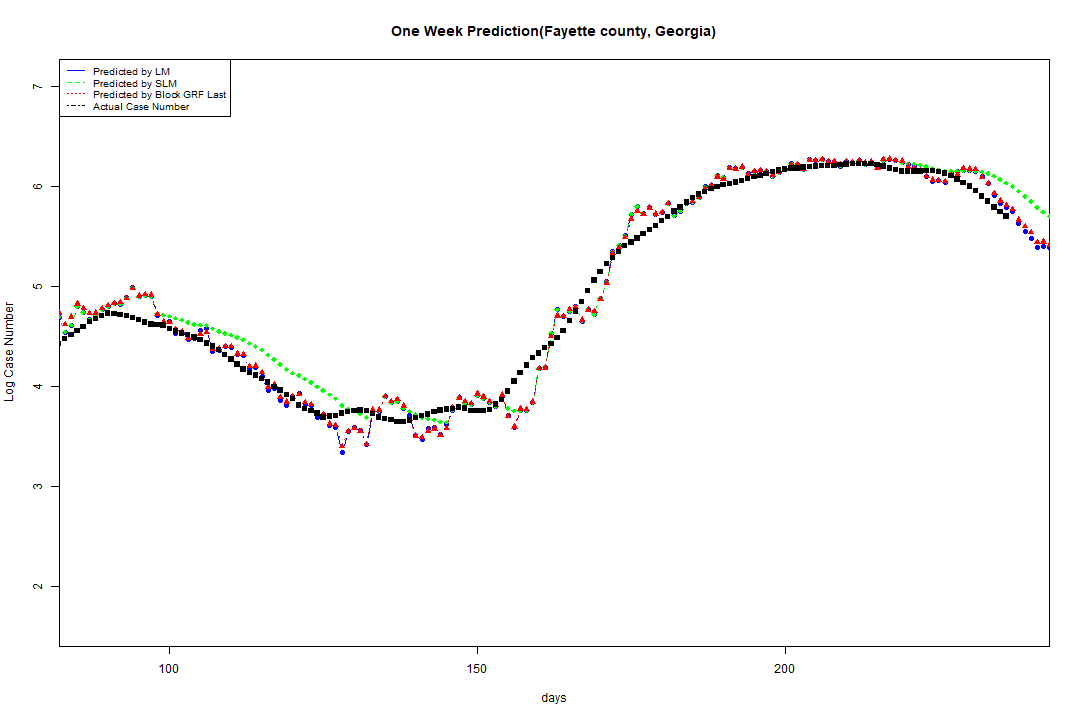 One Week Prediction(Fayette county, Georgia)
Predicted by LM
Predicted by SLM
Predicted by Block GRF Last
Actual Case Number
7
6
5
4
3
2
Log Case Number
100 150 200
days